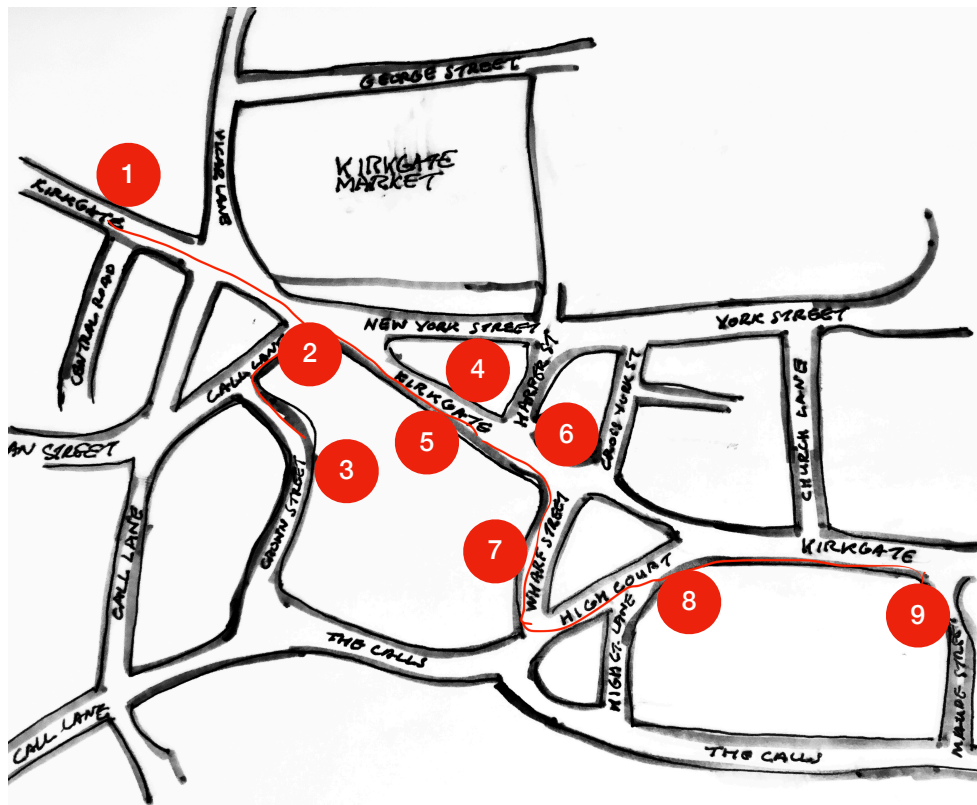 GEORGE STREET
VICAR LANE
KIRKGATE
MARKET
1
KIRKGATE
CENTRAL ROAD
NEW YORK STREET
YORK STREET
2
CALL LANE
4
HARPER ST
KIRKGATE
CROSS YORK ST
CHURCH LANE
5
6
AN STREET
3
CROWN STREET
CALL LANE
7
WHARF STREET
KIRKGATE
HIGH COURT
8
9
HIGH CT. LANE
THE CALLS
MAUDE STREET
CALL LANE
THE CALLS